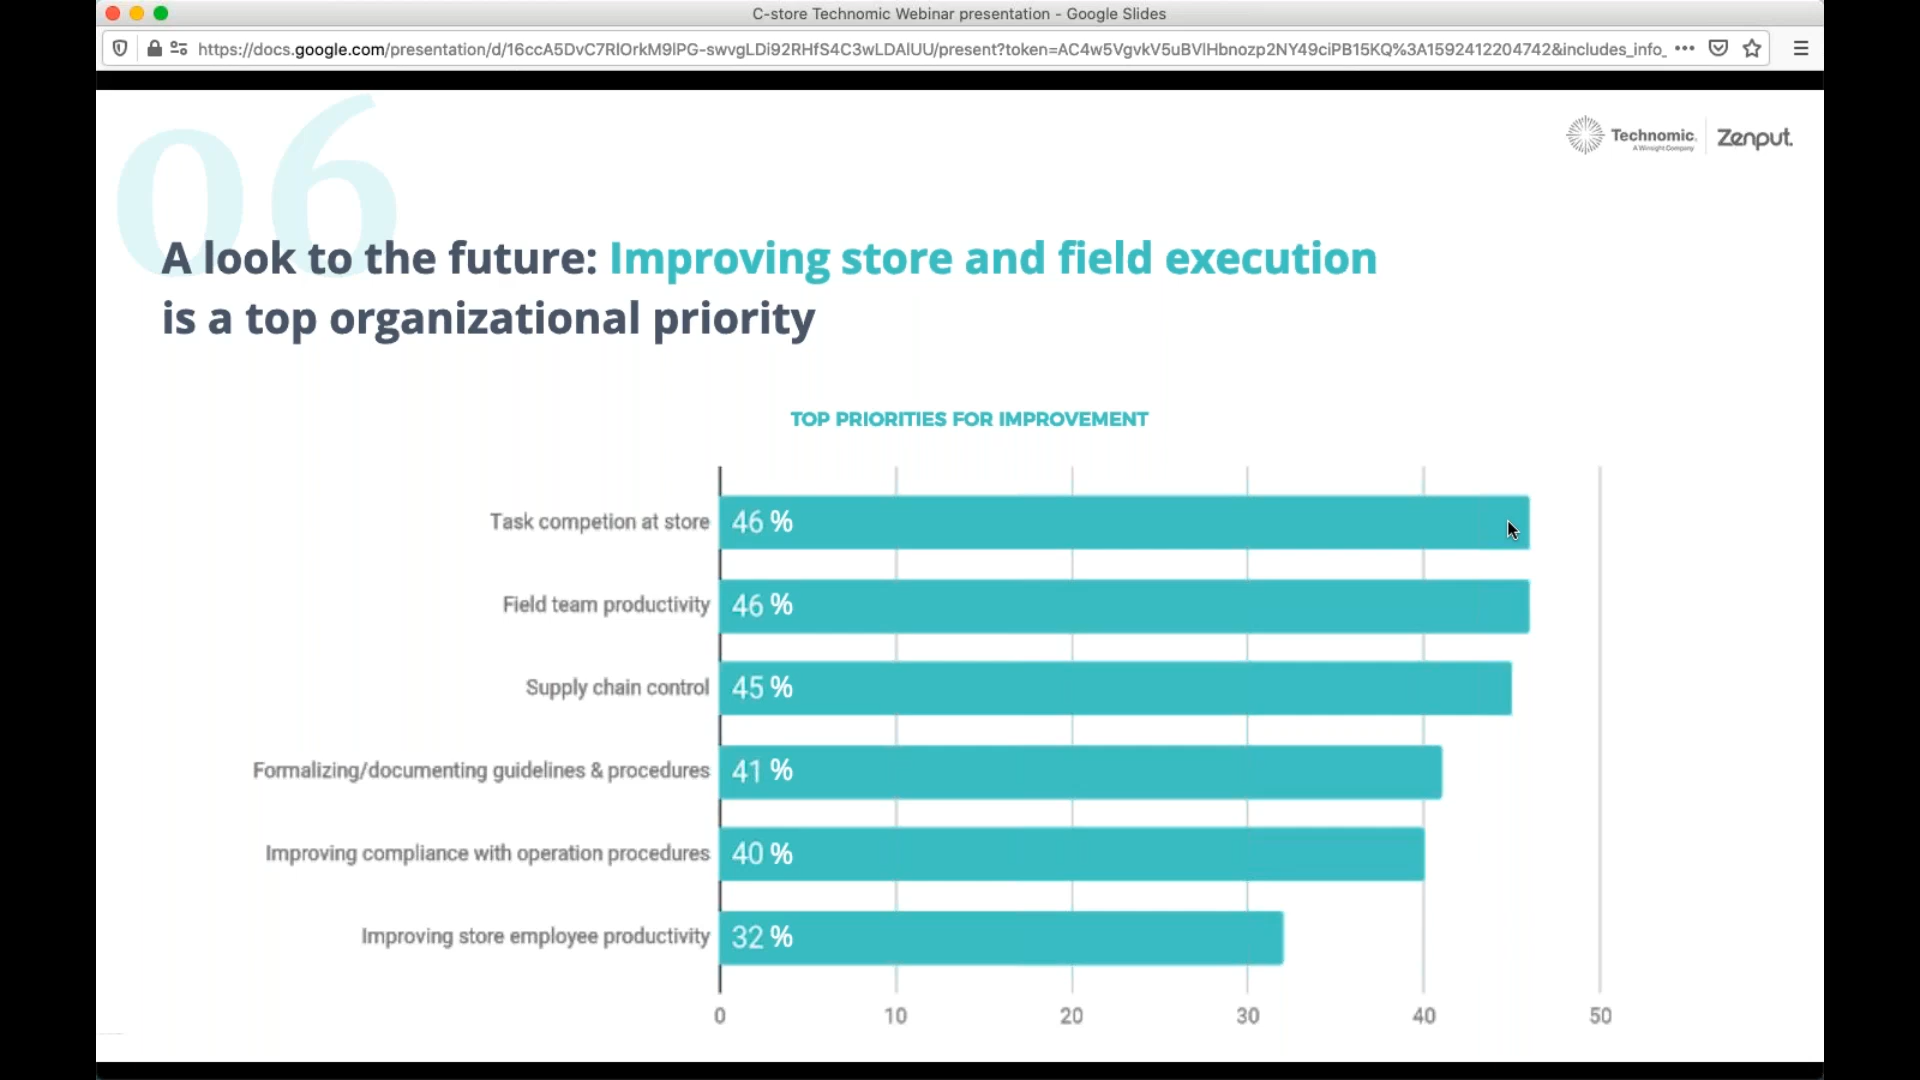 C-store Technomic Webinar presentation - Google Slides
https://docs.google.com/presentation/d/16ccA5DvC7RlOrkM9lPG-swvgLDi92RHfS4C3wLDAlUU/present?token=AC4w5VgvkV5uBVlHbnozp2NY49ciPB15KQ%3A1592412204742&includes_info_
06
Technomic.
A Winsight Company
Zenput.
A look to the future: Improving store and field execution
is a top organizational priority
TOP PRIORITIES FOR IMPROVEMENT
Task competion at store 46 %
Field team productivity 46 %
Supply chain control 45 %
Formalizing/documenting guidelines & procedures 41 %
Improving compliance with operation procedures 40 %
Improving store employee productivity 32 %
0 10 20 30 40 50